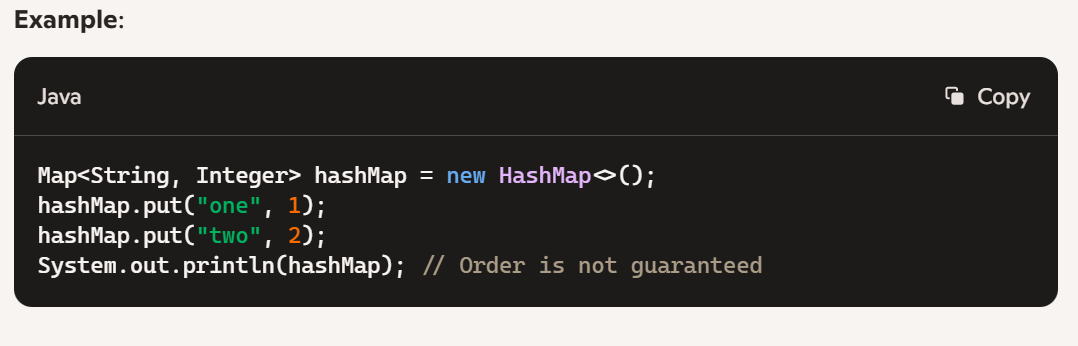 Example:
Java
Copy
Map<String, Integer> hashMap = new HashMap<>();
hashMap.put("one", 1);
hashMap.put("two", 2);
System.out.println(hashMap); // Order is not guaranteed